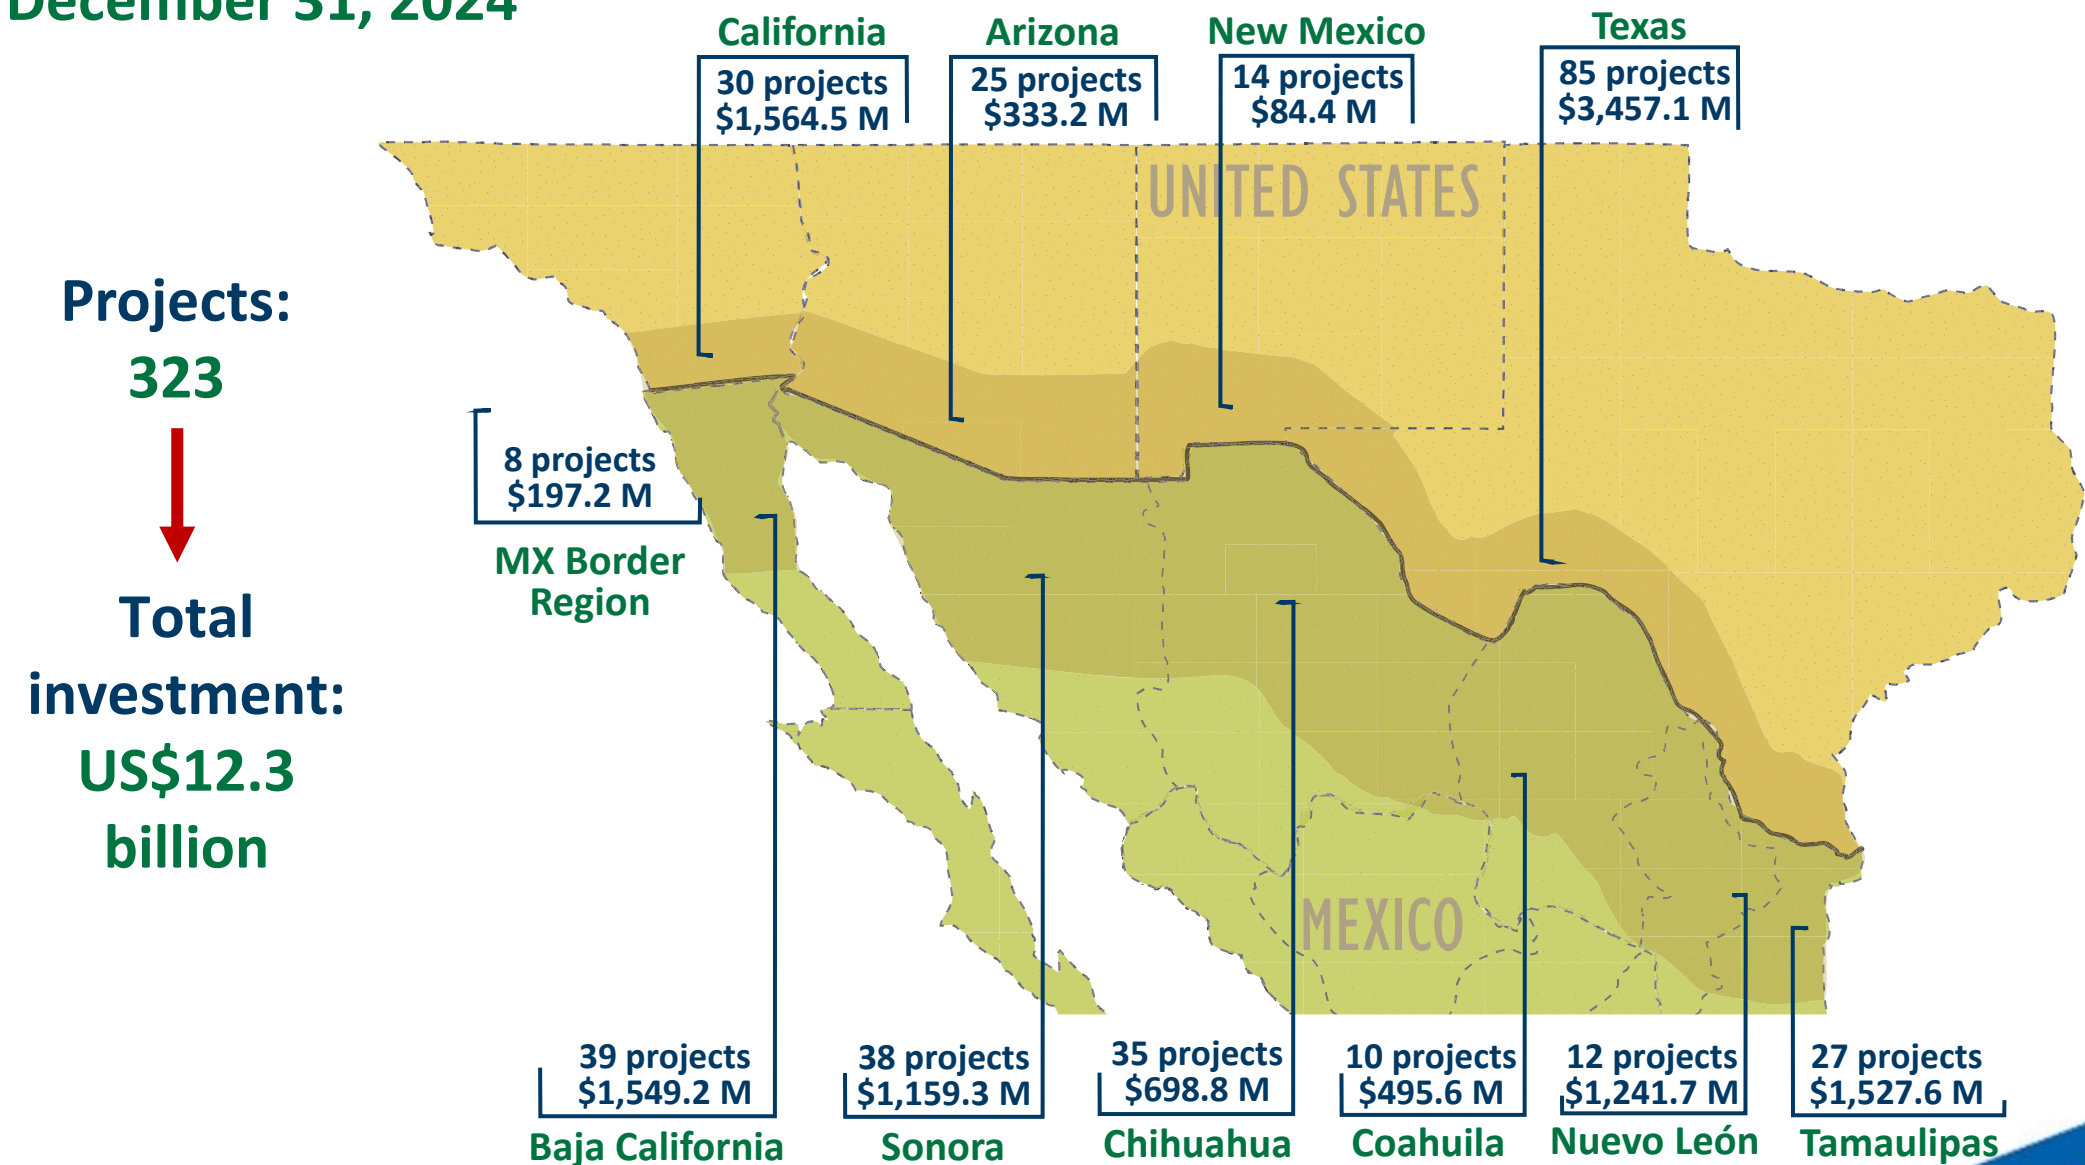 December 31, 2024
California
30 projects
$1,564.5 M
Arizona
25 projects
$333.2 M
New Mexico
14 projects
$84.4 M
Texas
85 projects
$3,457.1 M
UNITED STATES
Projects:
323
Total
investment:
US$12.3
billion
8 projects
$197.2 M
MX Border
Region
MEXICO
39 projects
$1,549.2 M
Baja California
38 projects
$1,159.3 M
Sonora
35 projects
$698.8 M
Chihuahua
10 projects
$495.6 M
Coahuila
12 projects
$1,241.7 M
Nuevo León
27 projects
$1,527.6 M
Tamaulipas